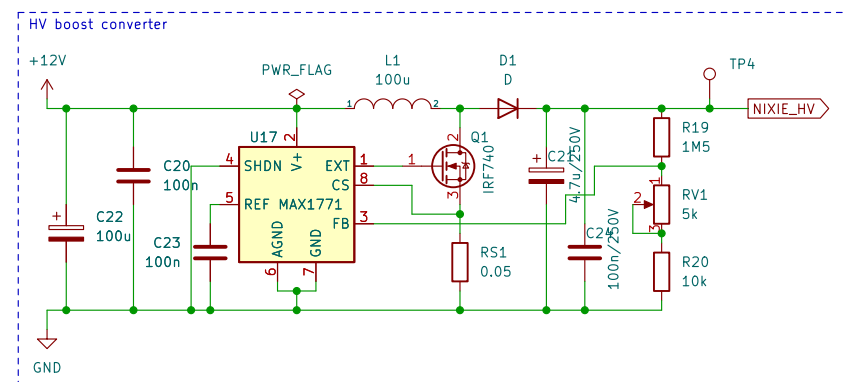 HV boost converter
+12V
PWR_FLAG
L1
100u
D1
D
TP4
NIXIE_HV
1
2
U17
2
V+
4
SHDN
EXT
1
1
2
Q1
IRF740
3
CS
8
5
REF
MAX1771
FB
3
AGND
GND
6
7
C20
100n
C22
100u
C23
100n
RS1
0.05
C21
4.7u/250V
C24
100n/250V
R19
1M5
1
2
3
RV1
5k
R20
10k
+
+
GND